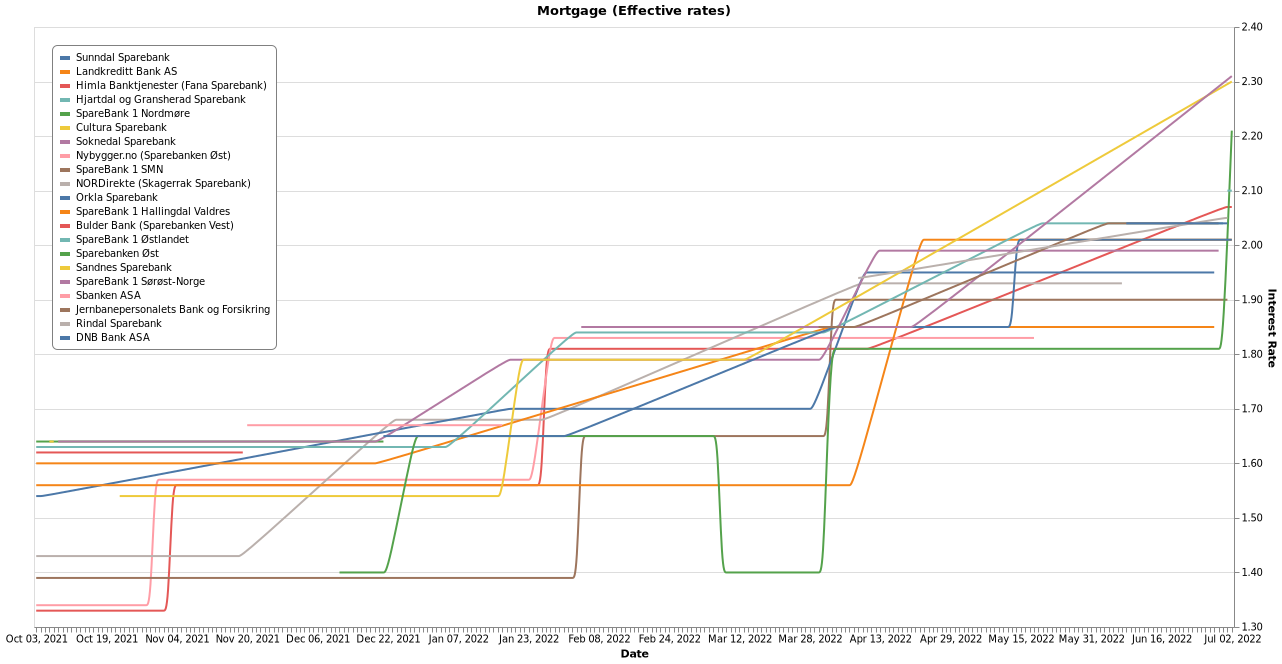 Mortgage (Effective rates)
Sunndal Sparebank
Landkreditt Bank AS
Himla Banktjenester (Fana Sparebank)
Hjartdal og Gransherad Sparebank
SpareBank 1 Nordmøre
Cultura Sparebank
Soknedal Sparebank
Nybygger.no (Sparebanken Øst)
SpareBank 1 SMN
NORDirekte (Skagerrak Sparebank)
Orkla Sparebank
SpareBank 1 Hallingdal Valdres
Bulder Bank (Sparebanken Vest)
SpareBank 1 Østlandet
Sparebanken Øst
Sandnes Sparebank
SpareBank 1 Sørøst-Norge
Sbanken ASA
Jernbanepersonalets Bank og Forsikring
Rindal Sparebank
DNB Bank ASA
2.40
2.30
2.20
2.10
2.00
1.90
1.80
1.70
1.60
1.50
1.40
1.30
Interest Rate
Oct 03, 2021 Oct 19, 2021 Nov 04, 2021 Nov 20, 2021 Dec 06, 2021 Dec 22, 2021 Jan 07, 2022 Jan 23, 2022 Feb 08, 2022 Feb 24, 2022 Mar 12, 2022 Mar 28, 2022 Apr 13, 2022 Apr 29, 2022 May 15, 2022 May 31, 2022 Jun 16, 2022 Jul 02, 2022
Date